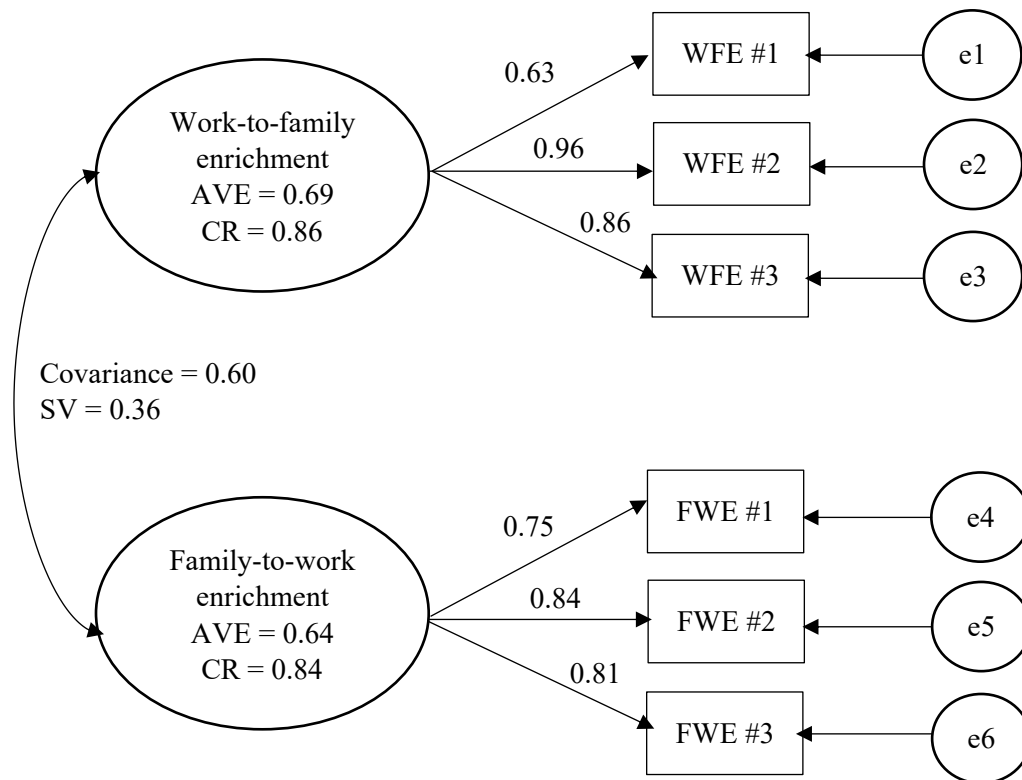 WFE #1
e1
0.63
Work-to-family
enrichment
AVE = 0.69
CR = 0.86
0.96
WFE #2
e2
0.86
WFE #3
e3
Covariance = 0.60
SV = 0.36
FWE #1
e4
0.75
Family-to-work
enrichment
AVE = 0.64
CR = 0.84
0.84
FWE #2
e5
0.81
FWE #3
e6